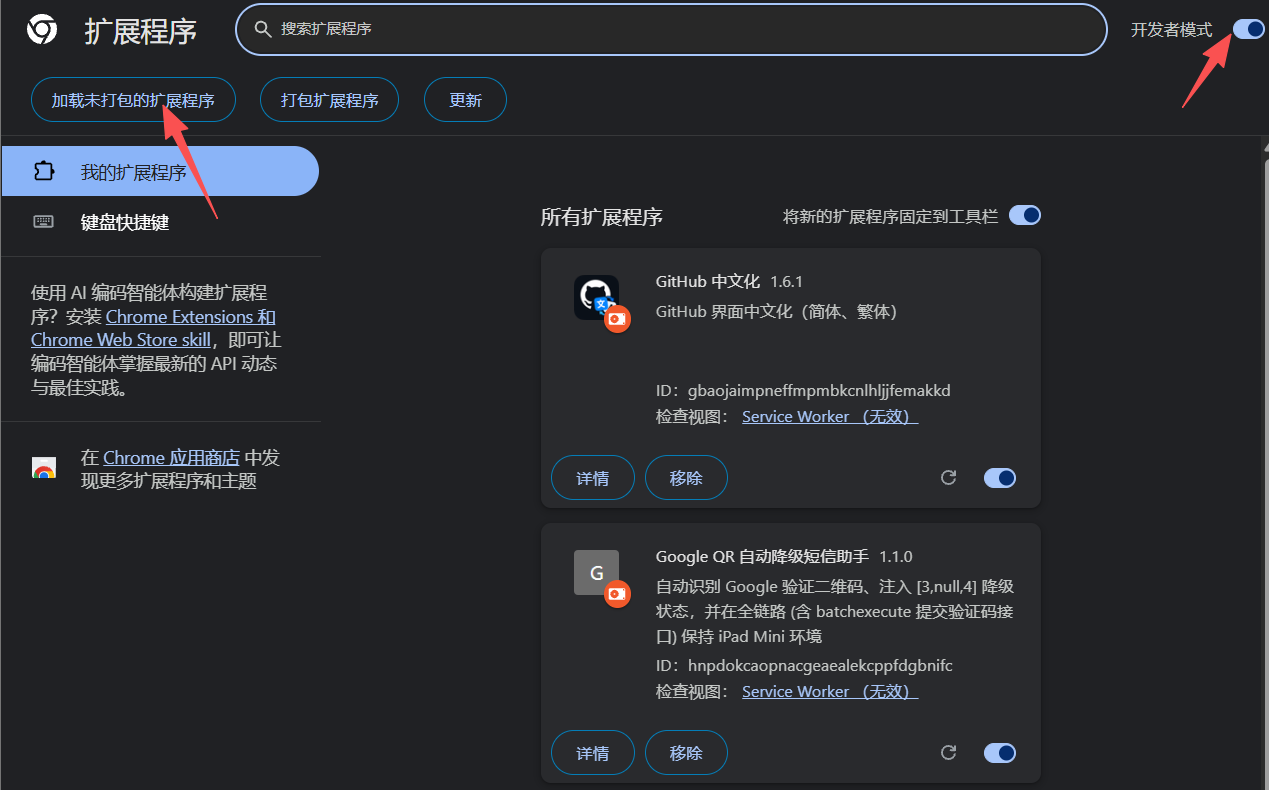 扩展程序
搜索扩展程序
开发者模式
加载未打包的扩展程序
打包扩展程序
更新
我的扩展程序
键盘快捷键
使用 AI 编码智能体构建扩展程
序？安装 Chrome Extensions 和
Chrome Web Store skill，即可让
编码智能体掌握最新的 API 动态
与最佳实践。
在 Chrome 应用商店 中发
现更多扩展程序和主题
所有扩展程序
将新的扩展程序固定到工具栏
GitHub 中文化 1.6.1
GitHub 界面中文化（简体、繁体）
ID：gbaojaimpneffmpmbkcnlhljjfemakkd
检查视图： Service Worker （无效）
详情
移除
G
Google QR 自动降级短信助手 1.1.0
自动识别 Google 验证二维码、注入 [3,null,4] 降级
状态，并在全链路 (含 batchexecute 提交验证码接
口) 保持 iPad Mini 环境
ID：hnpdokcaopnacgeaealekcppfdgbnifc
检查视图： Service Worker （无效）
详情
移除